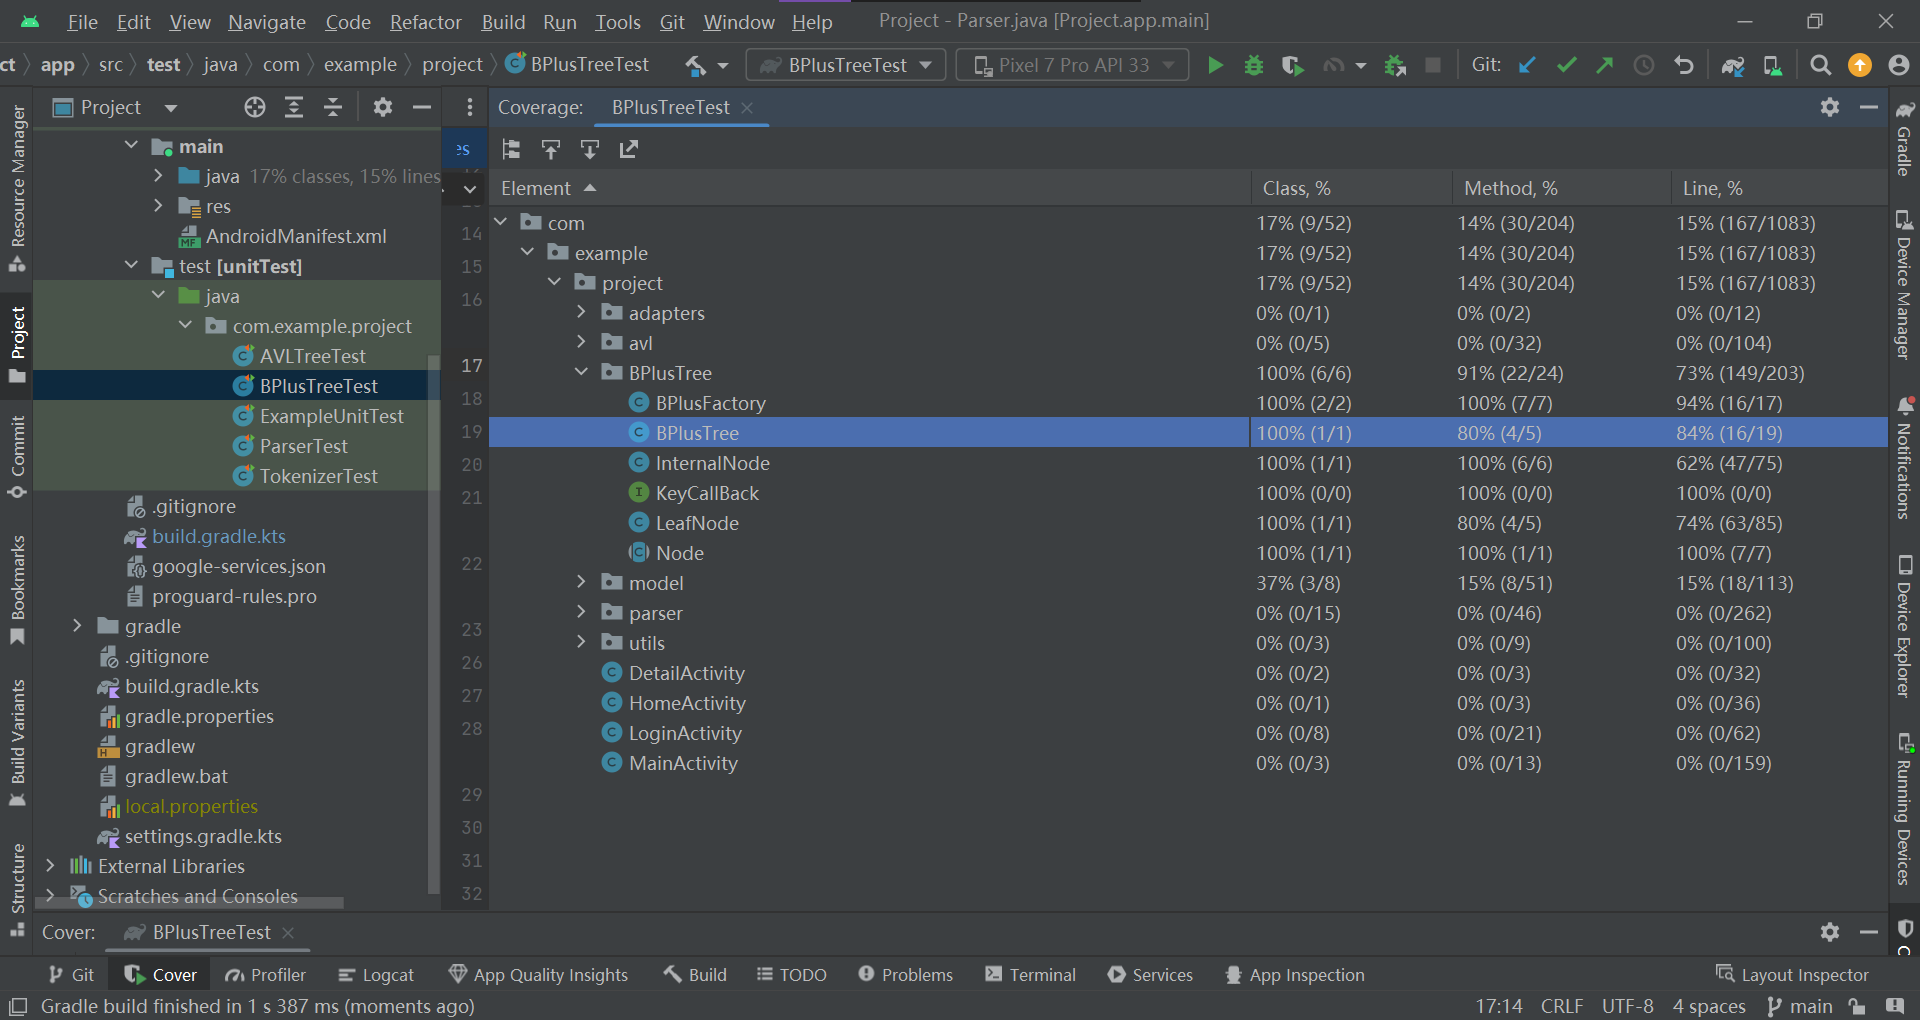 File Edit View Navigate Code Refactor Build Run Tools Git Window Help Project - Parser.java [Project.app.main]
ct app src test java com example project BPlusTreeTest BPlusTreeTest Pixel 7 Pro API 33 Git:
Project
Coverage: BPlusTreeTest
main
java 17% classes, 15% lines
res
AndroidManifest.xml
test [unitTest]
java
com.example.project
AVLTreeTest
BPlusTreeTest
ExampleUnitTest
ParserTest
TokenizerTest
.gitignore
build.gradle.kts
google-services.json
proguard-rules.pro
gradle
.gitignore
build.gradle.kts
gradle.properties
gradlew
gradlew.bat
local.properties
settings.gradle.kts
External Libraries
Scratches and Consoles
es
14
15
16
17
18
19
20
21
22
23
26
27
28
29
30
31
32
Element Class, % Method, % Line, %
com 17% (9/52) 14% (30/204) 15% (167/1083)
example 17% (9/52) 14% (30/204) 15% (167/1083)
project 17% (9/52) 14% (30/204) 15% (167/1083)
adapters 0% (0/1) 0% (0/2) 0% (0/12)
avl 0% (0/5) 0% (0/32) 0% (0/104)
BPlusTree 100% (6/6) 91% (22/24) 73% (149/203)
BPlusFactory 100% (2/2) 100% (7/7) 94% (16/17)
BPlusTree 100% (1/1) 80% (4/5) 84% (16/19)
InternalNode 100% (1/1) 100% (6/6) 62% (47/75)
KeyCallBack 100% (0/0) 100% (0/0) 100% (0/0)
LeafNode 100% (1/1) 80% (4/5) 74% (63/85)
Node 100% (1/1) 100% (1/1) 100% (7/7)
model 37% (3/8) 15% (8/51) 15% (18/113)
parser 0% (0/15) 0% (0/46) 0% (0/262)
utils 0% (0/3) 0% (0/9) 0% (0/100)
DetailActivity 0% (0/2) 0% (0/3) 0% (0/32)
HomeActivity 0% (0/1) 0% (0/3) 0% (0/36)
LoginActivity 0% (0/8) 0% (0/21) 0% (0/62)
MainActivity 0% (0/3) 0% (0/13) 0% (0/159)
Resource Manager
Project
Commit
Bookmarks
Build Variants
Structure
Gradle
Device Manager
Notifications
Device Explorer
Running Devices
Cover: BPlusTreeTest
Git Cover Profiler Logcat App Quality Insights Build TODO Problems Terminal Services App Inspection Layout Inspector
Gradle build finished in 1 s 387 ms (moments ago) 17:14 CRLF UTF-8 4 spaces main